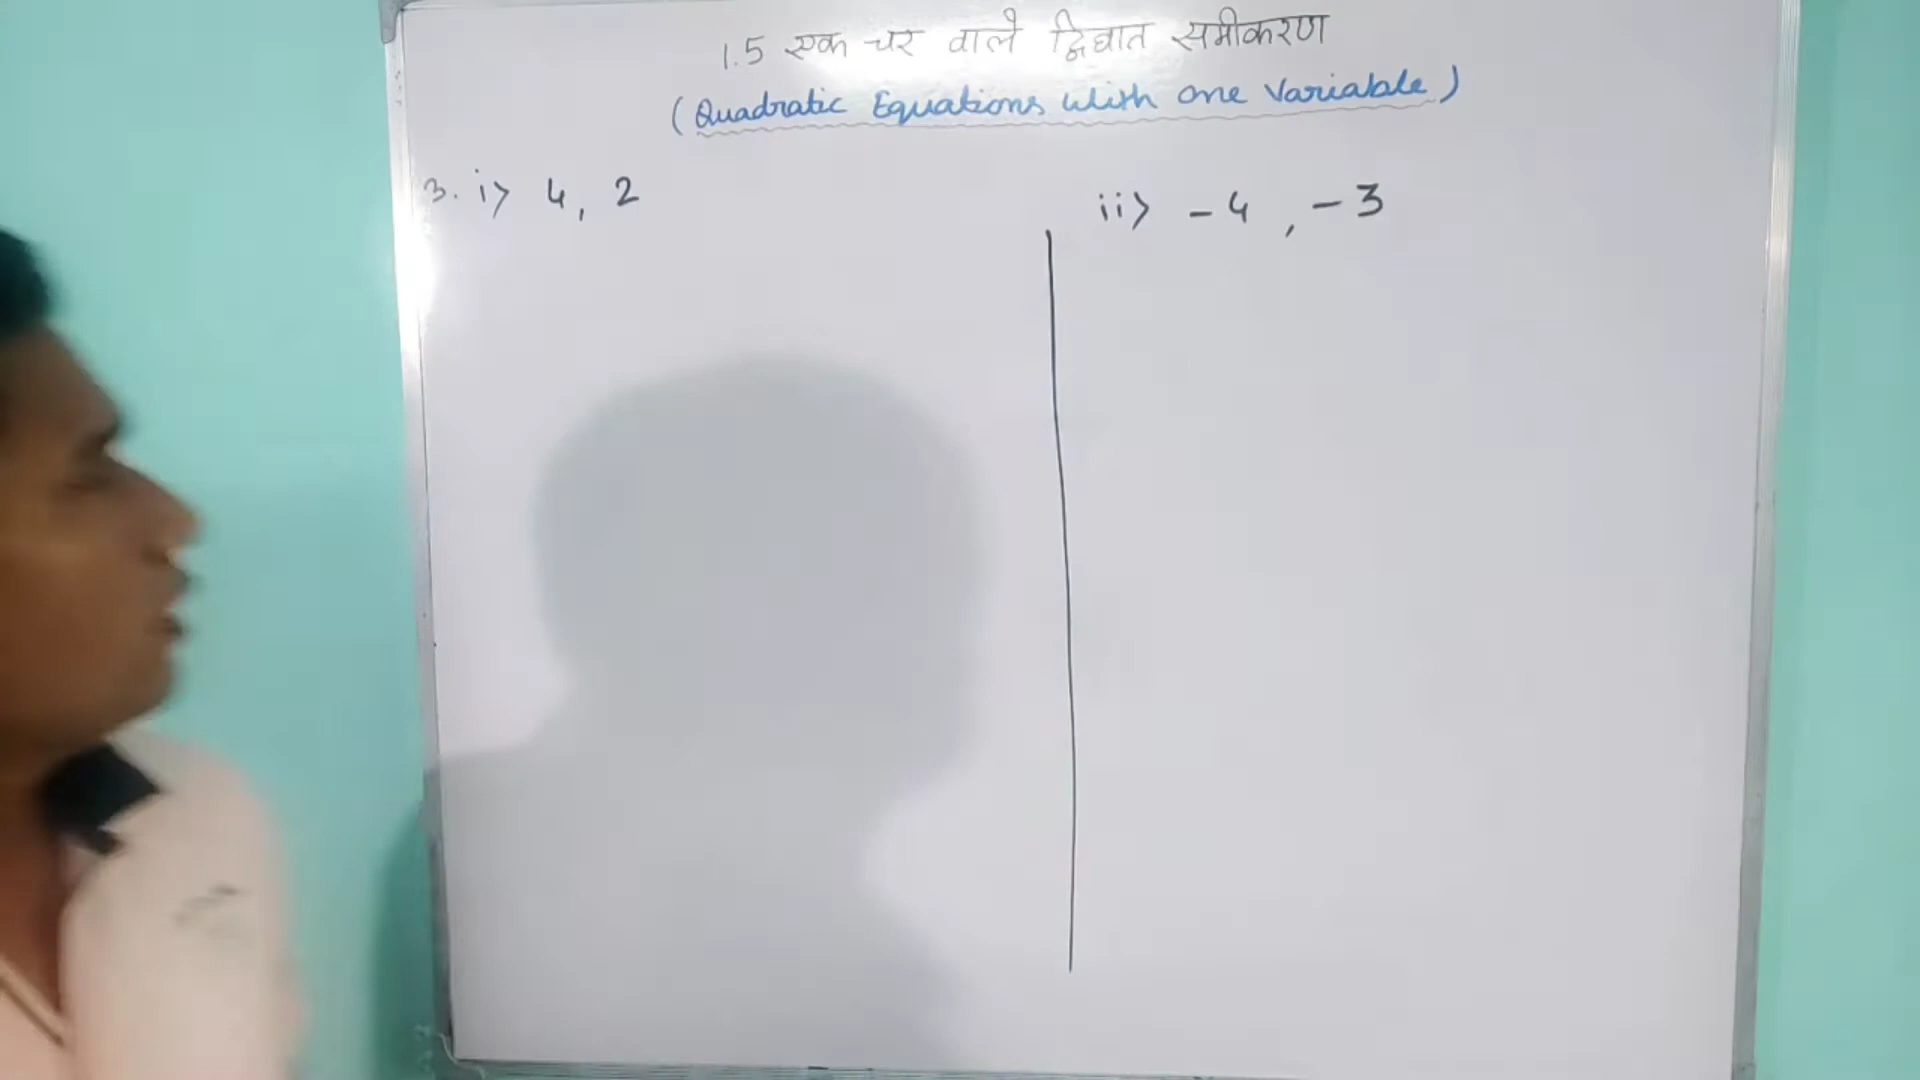 1.5 एक चर वाले द्विघात समीकरण
(Quadratic Equations with one Variable)
3. i> 4, 2
ii> -4, -3